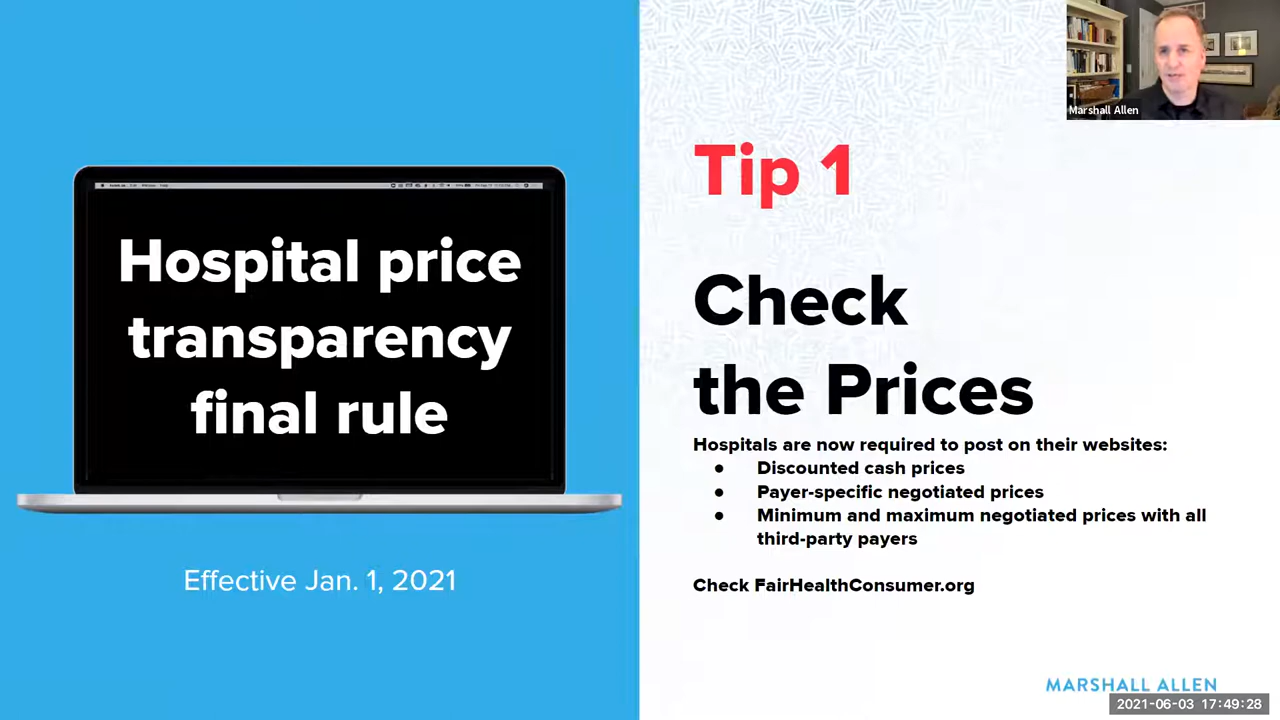 Marshall Allen
Hospital price
transparency
final rule
Effective Jan. 1, 2021
Tip 1
Check
the Prices
Hospitals are now required to post on their websites:
● Discounted cash prices
● Payer-specific negotiated prices
● Minimum and maximum negotiated prices with all
third-party payers
Check FairHealthConsumer.org
MARSHALL ALLEN
2021-06-03 17:49:28